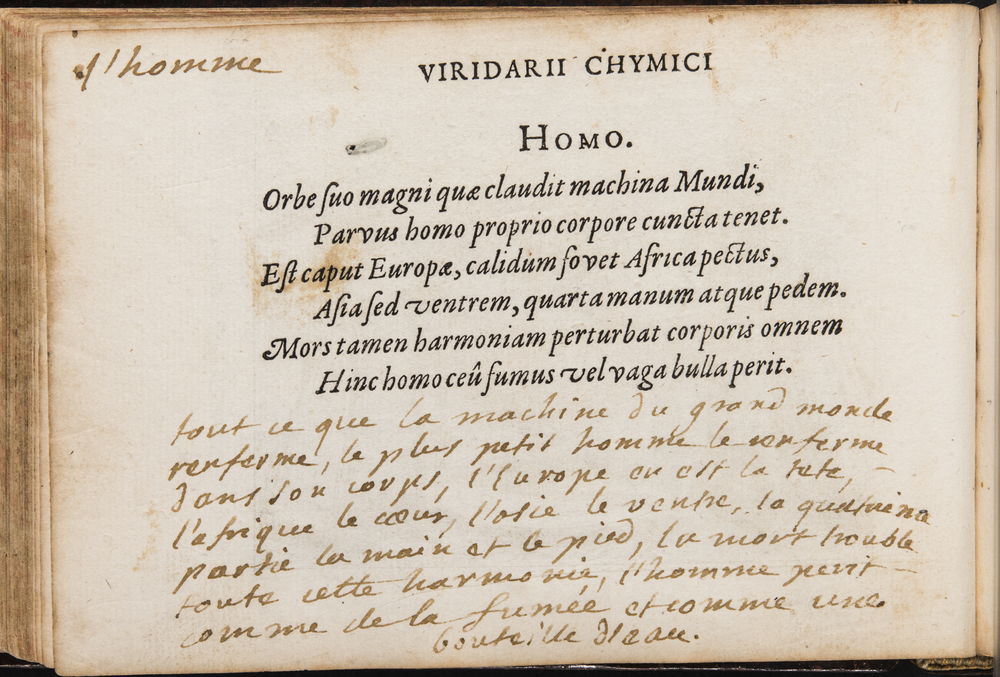 l'homme
VIRIDARII CHYMICI
HOMO.
Orbe ſuo magni quæ claudit machina Mundi,
Parvus homo proprio corpore cuncta tenet.
Eſt caput Europæ, calidum fovet Africa pectus,
Aſia ſed ventrem, quarta manum atque pedem.
Mors tamen harmoniam perturbat corporis omnem
Hinc homo ceû fumus vel vaga bulla perit.
tout ce que la machine du grand monde
renferme, le plus petit homme le renferme
dans son corps, l'Europe en est la tete,
l'afrique le cœur, l'asie le ventre, la quatrieme
partie la main et le pied, la mort trouble
toute cette harmonie, l'homme perit
comme de la fumée et comme une
bouteille d'eau.